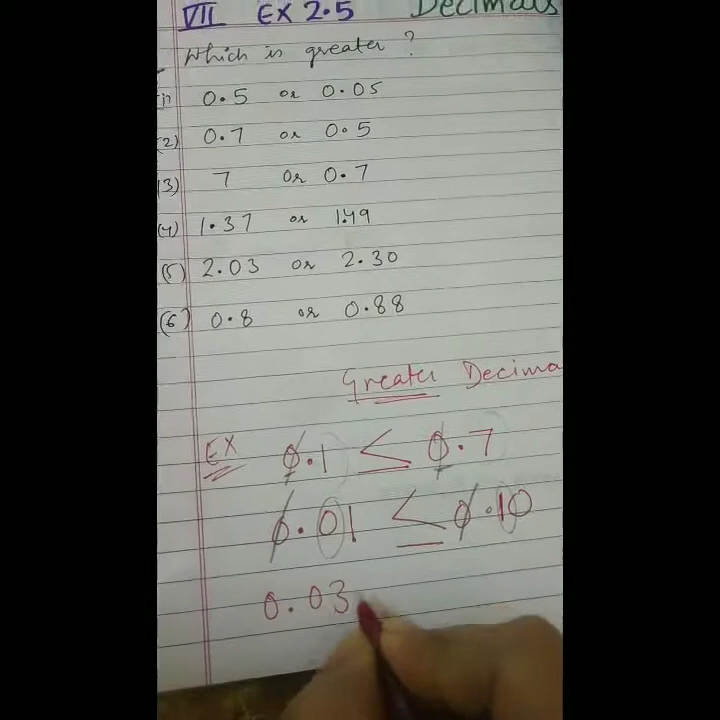 VII EX 2.5 Decimals
Which is greater ?
(1) 0.5 or 0.05
(2) 0.7 or 0.5
(3) 7 or 0.7
(4) 1.37 or 1.49
(5) 2.03 or 2.30
(6) 0.8 or 0.88
Greater Decima
EX 0.1 < 0.7
0.01 < 0.10
0.03